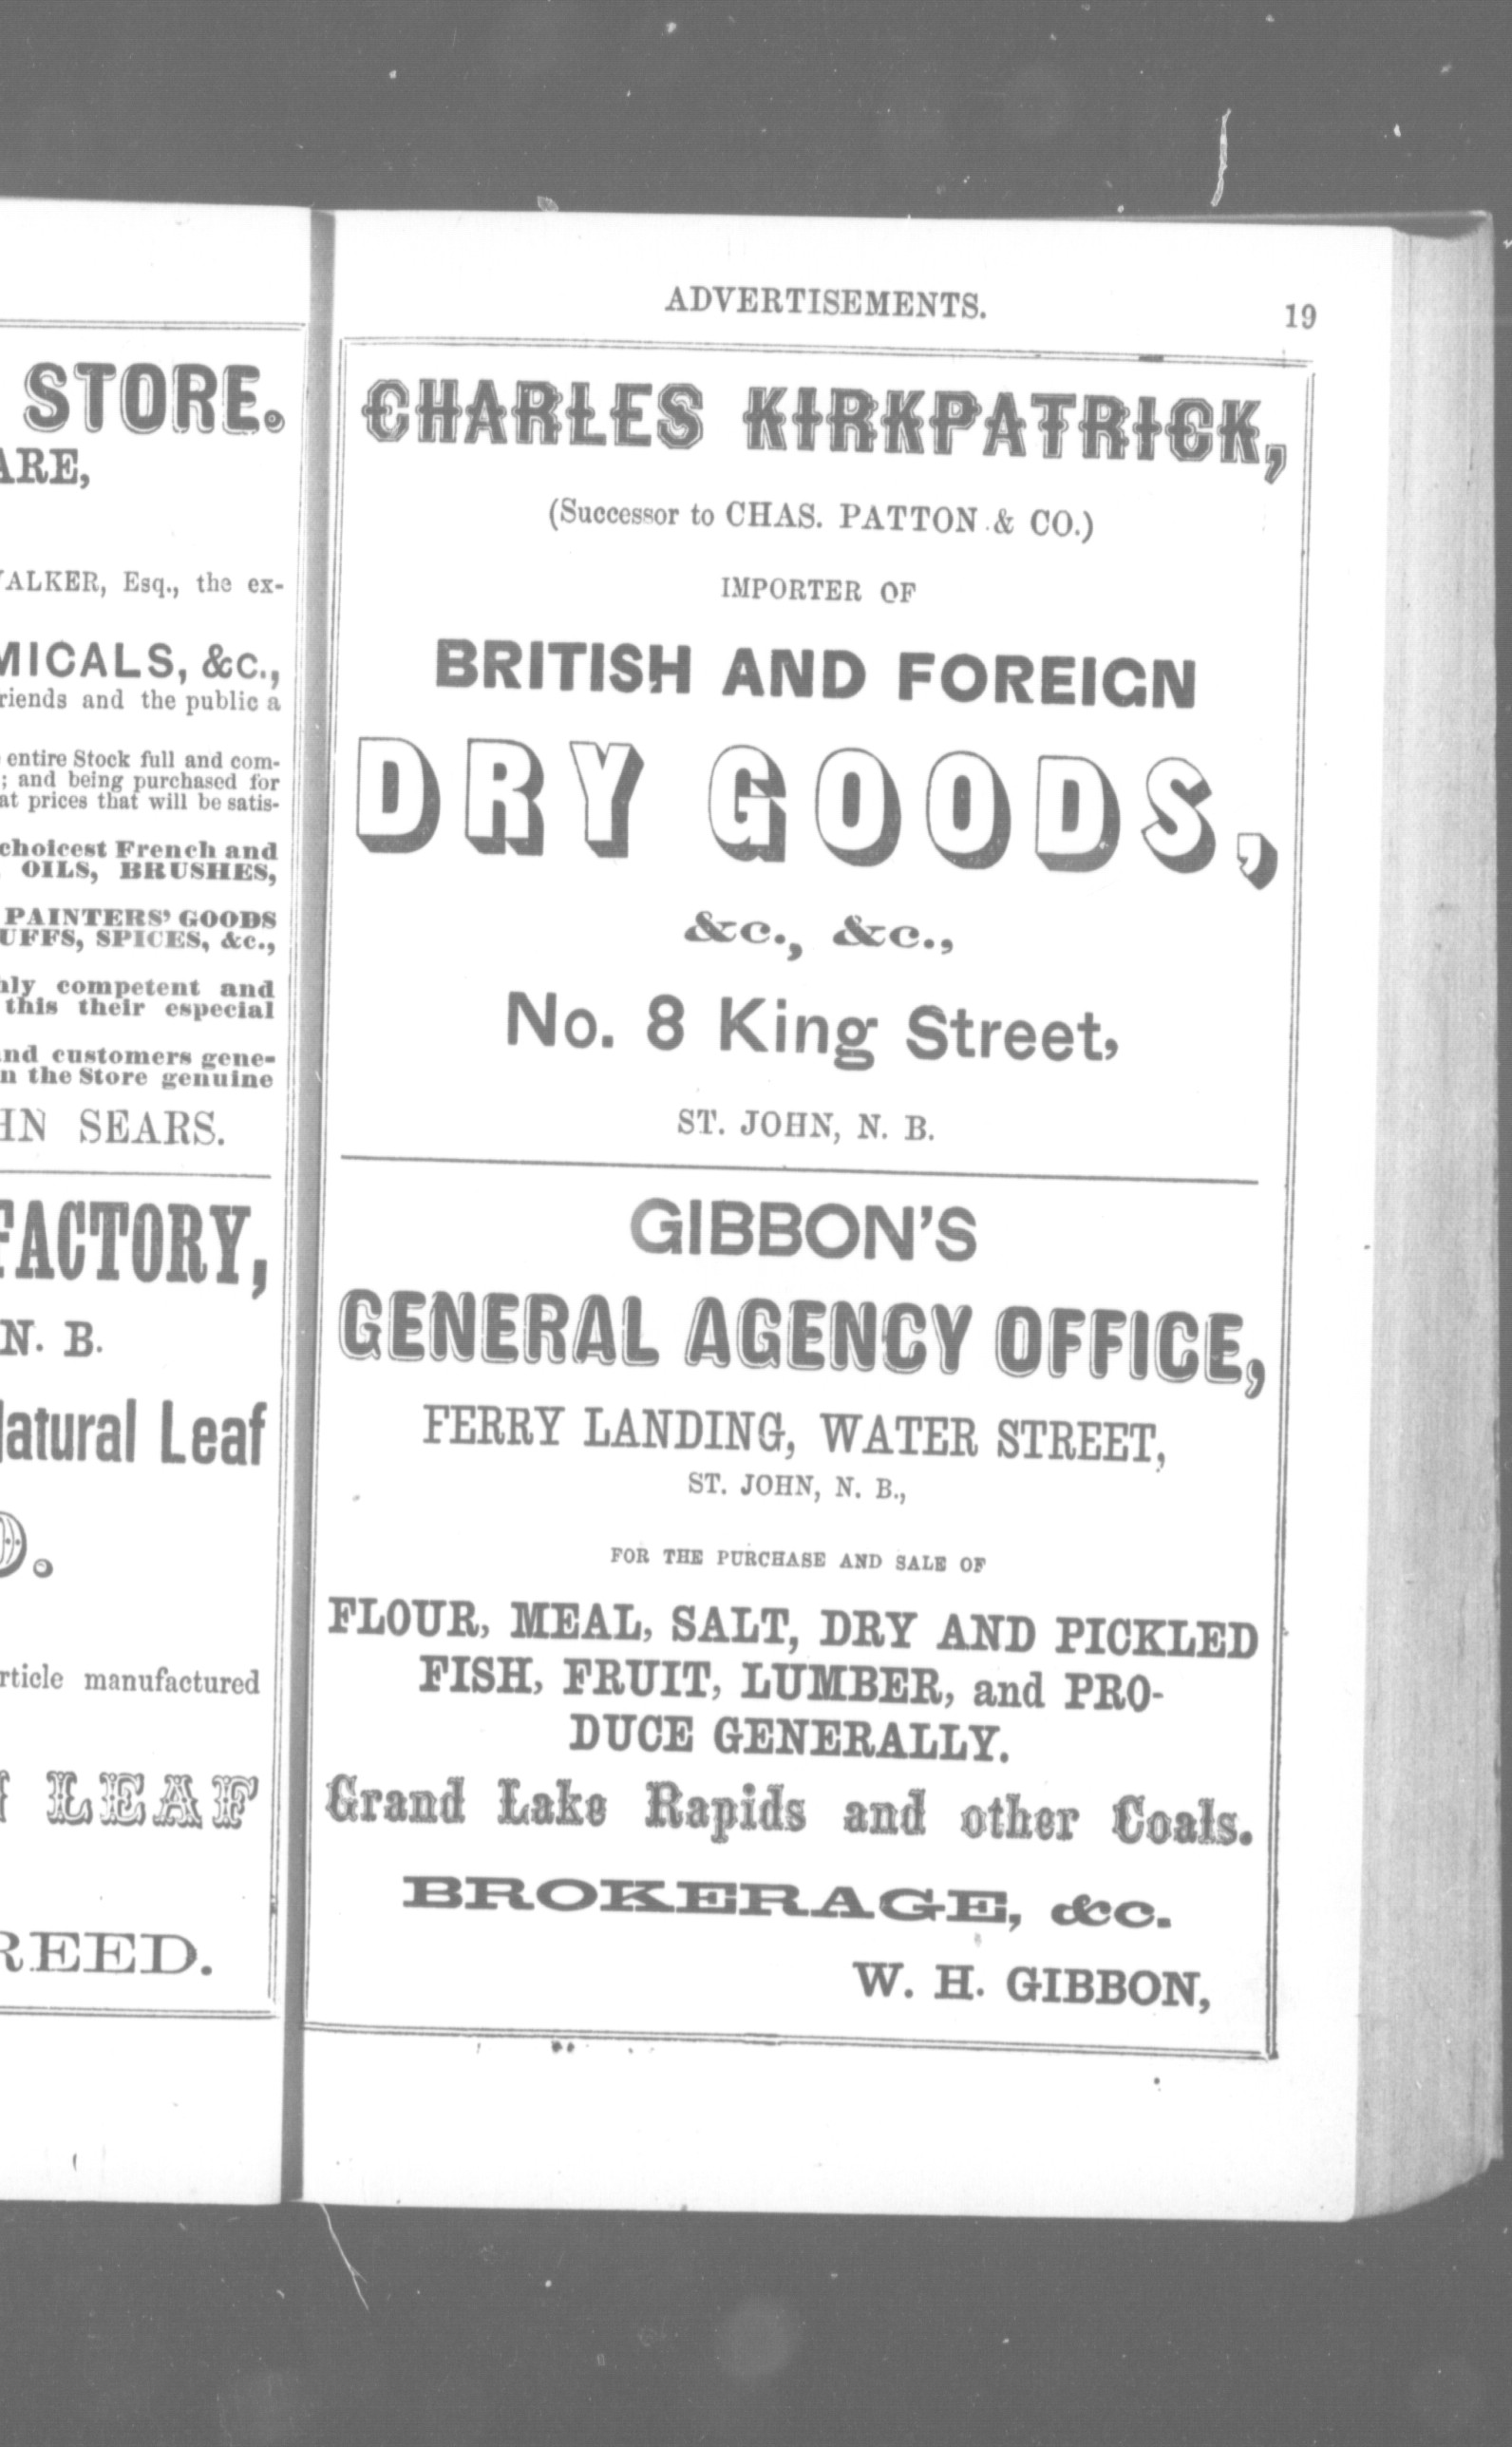 STORE.
ARE,
WALKER, Esq., the ex-
MICALS, &c.,
riends and the public a
entire Stock full and com-
; and being purchased for
at prices that will be satis-
choicest French and
OILS, BRUSHES,
PAINTERS' GOODS
UFFS, SPICES, &c.,
hly competent and
this their especial
and customers gene-
n the Store genuine
HN SEARS.
FACTORY,
N. B.
Natural Leaf
O.
rticle manufactured
LEAF
REED.
ADVERTISEMENTS. 19
CHARLES KIRKPATRICK,
(Successor to CHAS. PATTON & CO.)
IMPORTER OF
BRITISH AND FOREIGN
DRY GOODS,
&c., &c.,
No. 8 King Street,
ST. JOHN, N. B.
GIBBON'S
GENERAL AGENCY OFFICE,
FERRY LANDING, WATER STREET,
ST. JOHN, N. B.,
FOR THE PURCHASE AND SALE OF
FLOUR, MEAL, SALT, DRY AND PICKLED
FISH, FRUIT, LUMBER, and PRO-
DUCE GENERALLY.
Grand Lake Rapids and other Coals.
BROKERAGE, &c.
W. H. GIBBON,